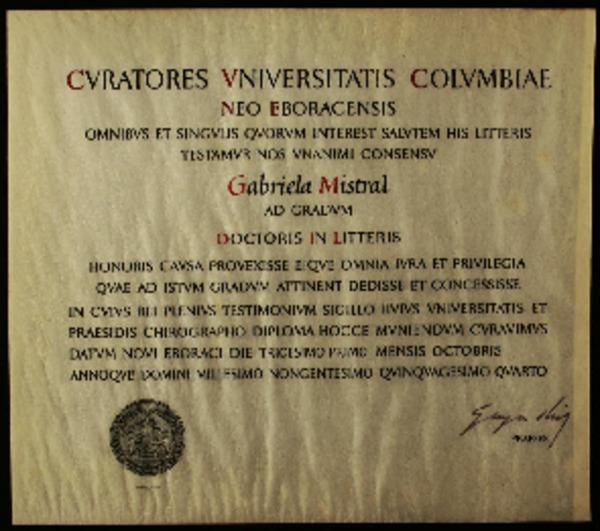 CVRATORES VNIVERSITATIS COLVMBIAE
NEO EBORACENSIS
OMNIBVS ET SINGVLIS QVORVM INTEREST SALVTEM HIS LITTERIS
TESTAMVR NOS VNANIMI CONSENSV
Gabriela Mistral
AD GRADVM
DOCTORIS IN LITTERIS
HONORIS CAVSA PROVEXISSE EIQVE OMNIA IVRA ET PRIVILEGIA
QVAE AD ISTVM GRADVM ATTINENT DEDISSE ET CONCESSISSE
IN CVIVS REI PLENIVS TESTIMONIVM SIGILLO HVIVS VNIVERSITATIS ET
PRAESIDIS CHIROGRAPHO DIPLOMA HOCCE MVNIENDVM CVRAVIMVS
DATVM NOVI EBORACI DIE TRICESIMO PRIMO MENSIS OCTOBRIS
ANNOQVE DOMINI MILLESIMO NONGENTESIMO QVINQVAGESIMO QVARTO
PRAESES